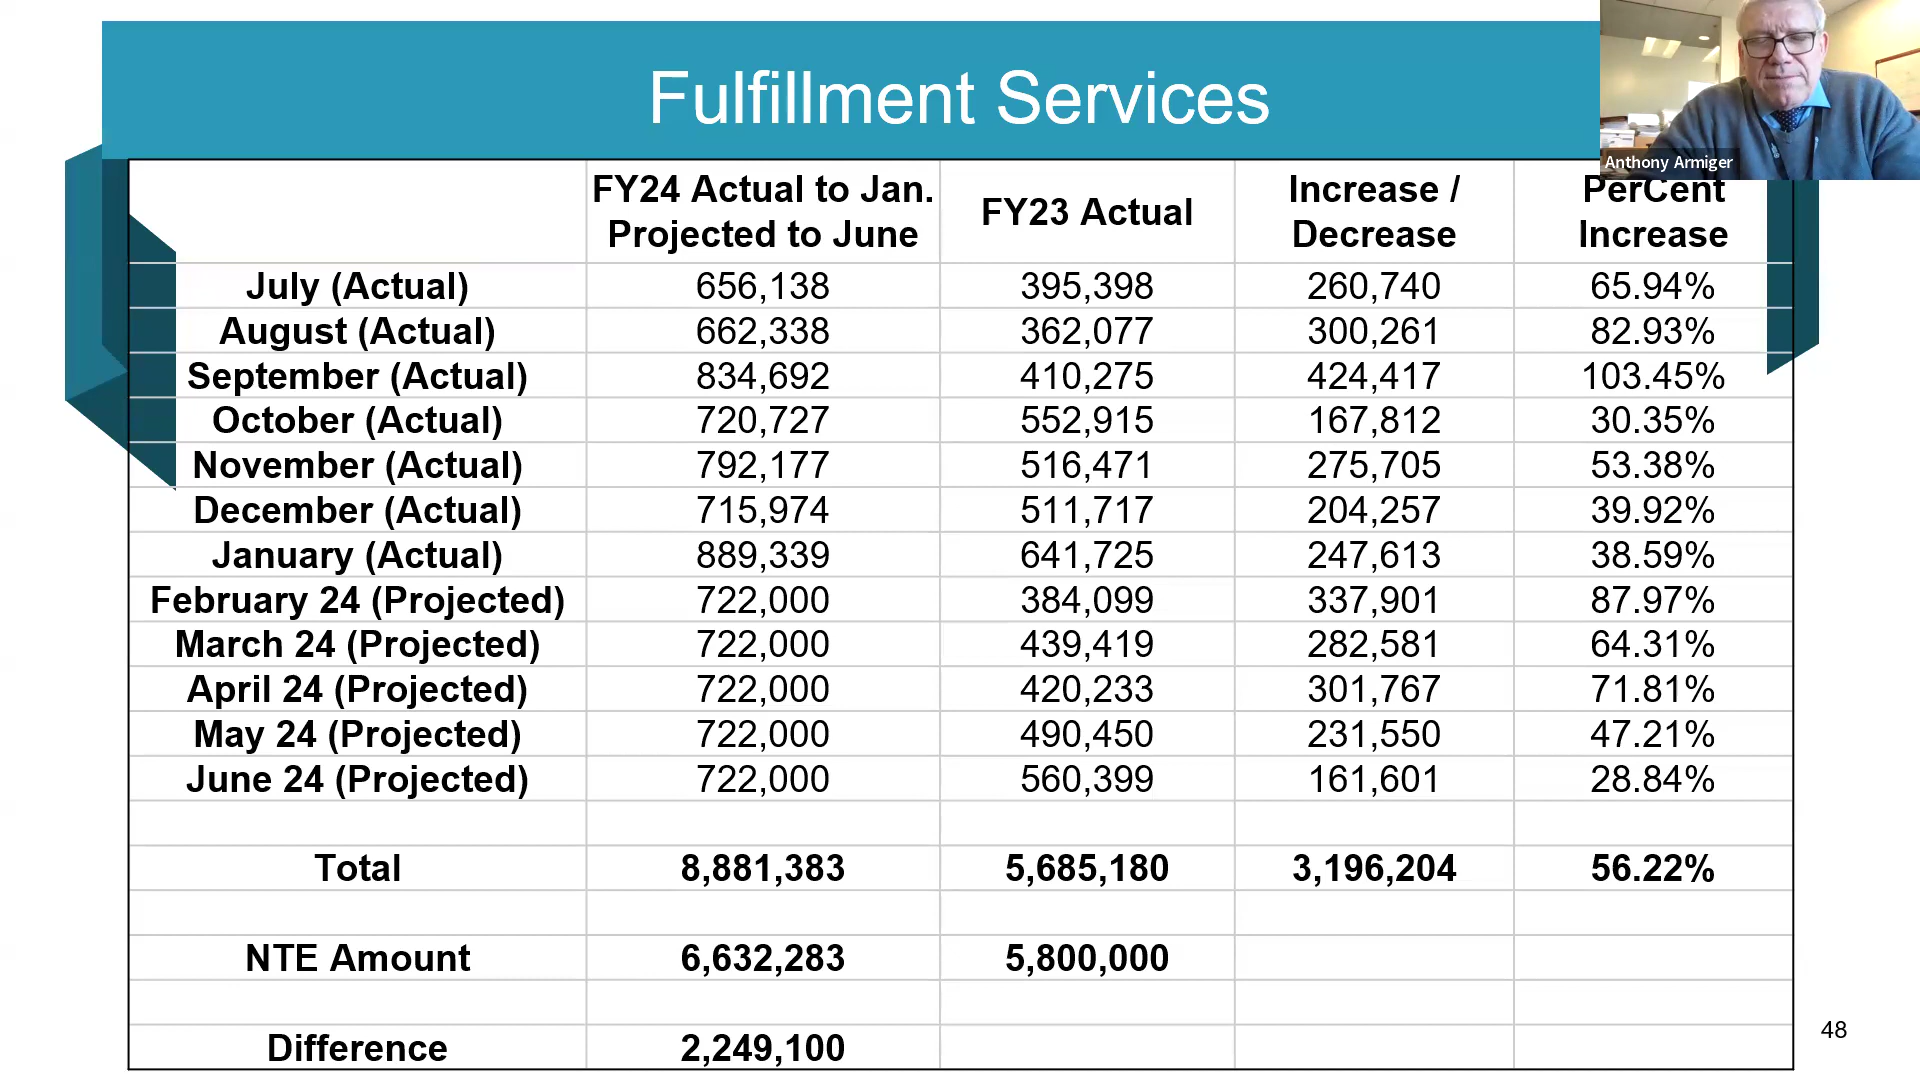 Fulfillment Services
Anthony Armiger
FY24 Actual to Jan. Projected to June FY23 Actual Increase / Decrease PerCent Increase
July (Actual) 656,138 395,398 260,740 65.94%
August (Actual) 662,338 362,077 300,261 82.93%
September (Actual) 834,692 410,275 424,417 103.45%
October (Actual) 720,727 552,915 167,812 30.35%
November (Actual) 792,177 516,471 275,705 53.38%
December (Actual) 715,974 511,717 204,257 39.92%
January (Actual) 889,339 641,725 247,613 38.59%
February 24 (Projected) 722,000 384,099 337,901 87.97%
March 24 (Projected) 722,000 439,419 282,581 64.31%
April 24 (Projected) 722,000 420,233 301,767 71.81%
May 24 (Projected) 722,000 490,450 231,550 47.21%
June 24 (Projected) 722,000 560,399 161,601 28.84%
Total 8,881,383 5,685,180 3,196,204 56.22%
NTE Amount 6,632,283 5,800,000
Difference 2,249,100
48